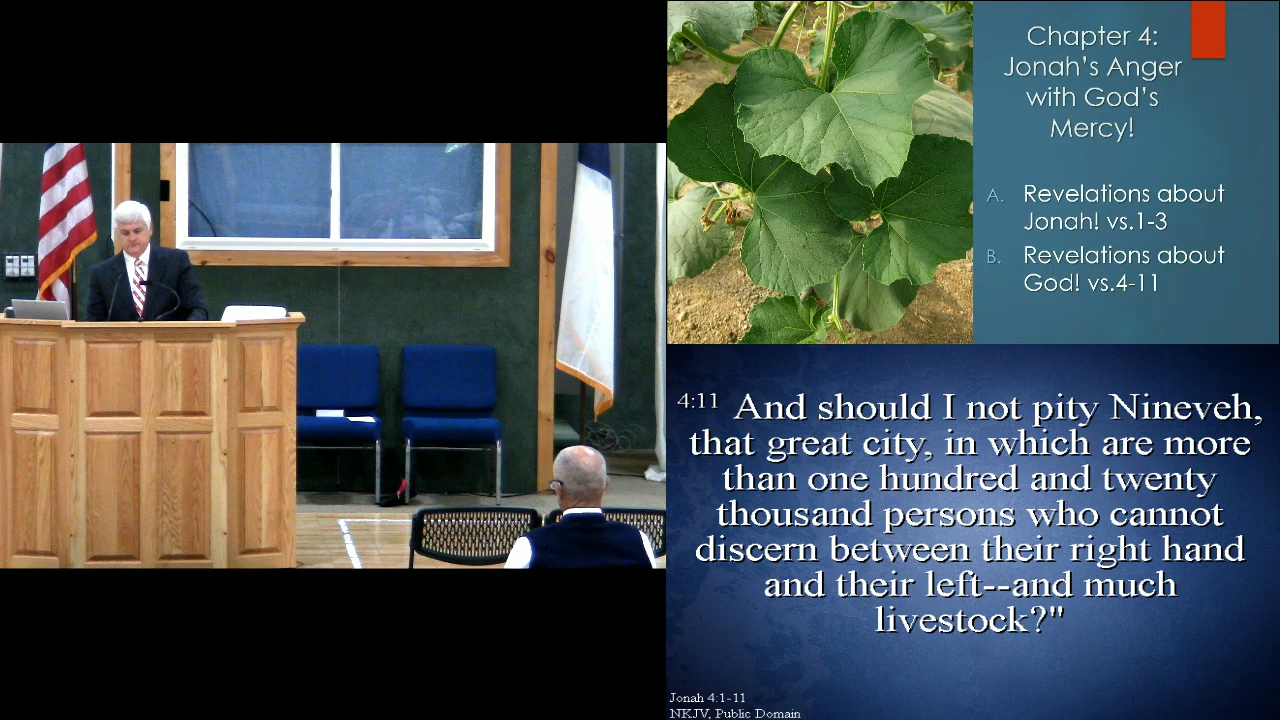 Chapter 4:
Jonah's Anger
with God's
Mercy!
A. Revelations about
Jonah! vs.1-3
B. Revelations about
God! vs.4-11
4:11 And should I not pity Nineveh,
that great city, in which are more
than one hundred and twenty
thousand persons who cannot
discern between their right hand
and their left--and much
livestock?"
Jonah 4:1-11
NKJV, Public Domain